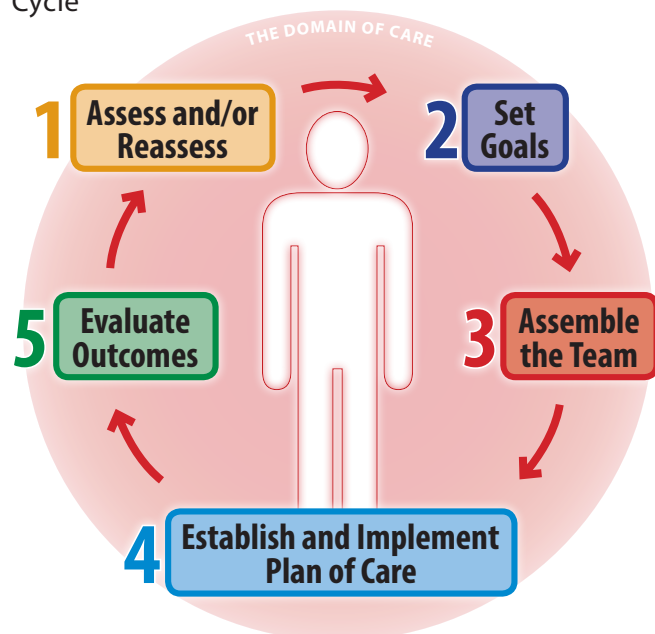 Cycle
THE DOMAIN OF CARE
1
Assess and/or
Reassess
2
Set
Goals
3
Assemble
the Team
4
Establish and Implement
Plan of Care
5
Evaluate
Outcomes